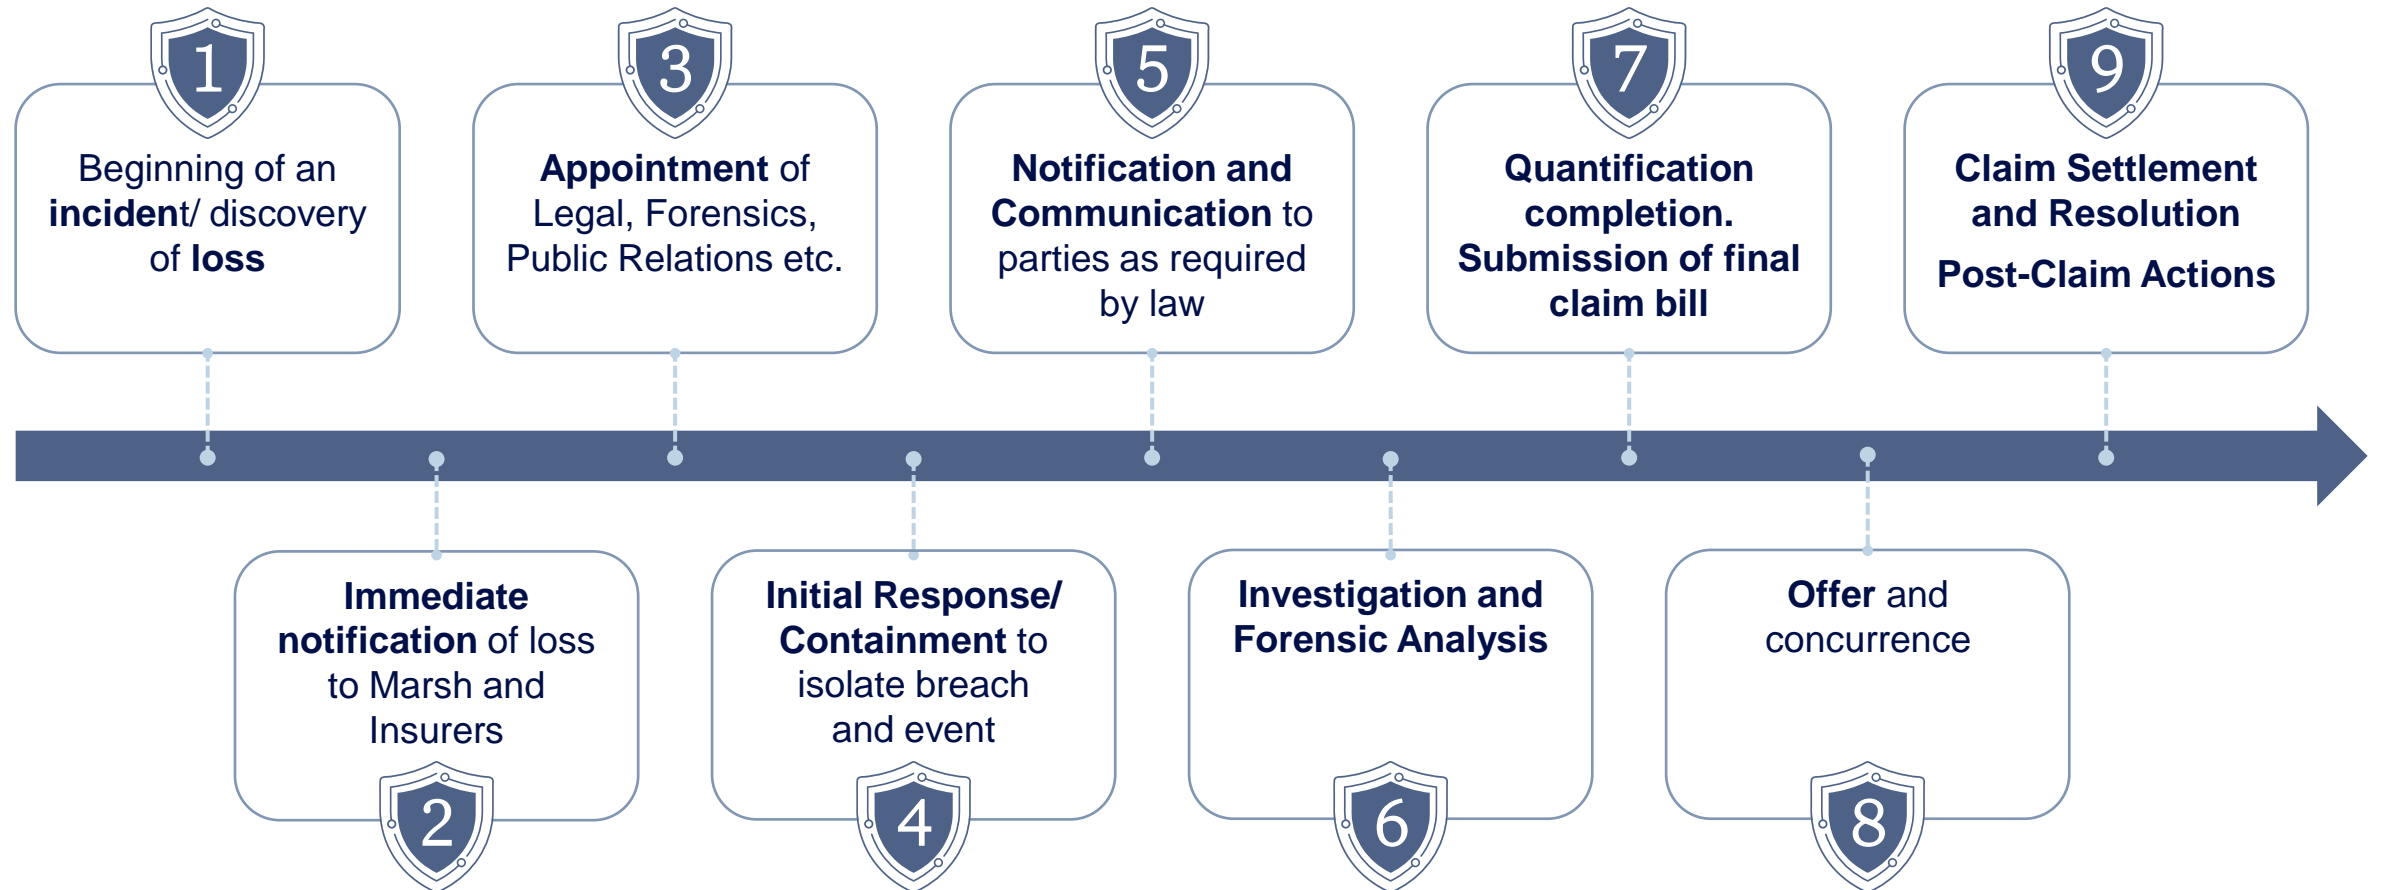 1
Beginning of an
incident/ discovery
of loss
2
Immediate
notification of loss
to Marsh and
Insurers
3
Appointment of
Legal, Forensics,
Public Relations etc.
4
Initial Response/
Containment to
isolate breach
and event
5
Notification and
Communication to
parties as required
by law
6
Investigation and
Forensic Analysis
7
Quantification
completion.
Submission of final
claim bill
8
Offer and
concurrence
9
Claim Settlement
and Resolution
Post-Claim Actions